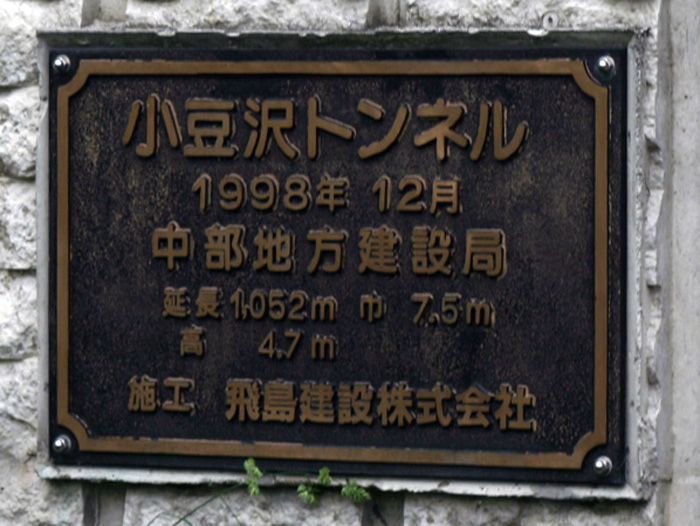 小豆沢トンネル
1998年 12月
中部地方建設局
延長 1,052m 巾 7.5m
高 4.7m
施工 飛島建設株式会社